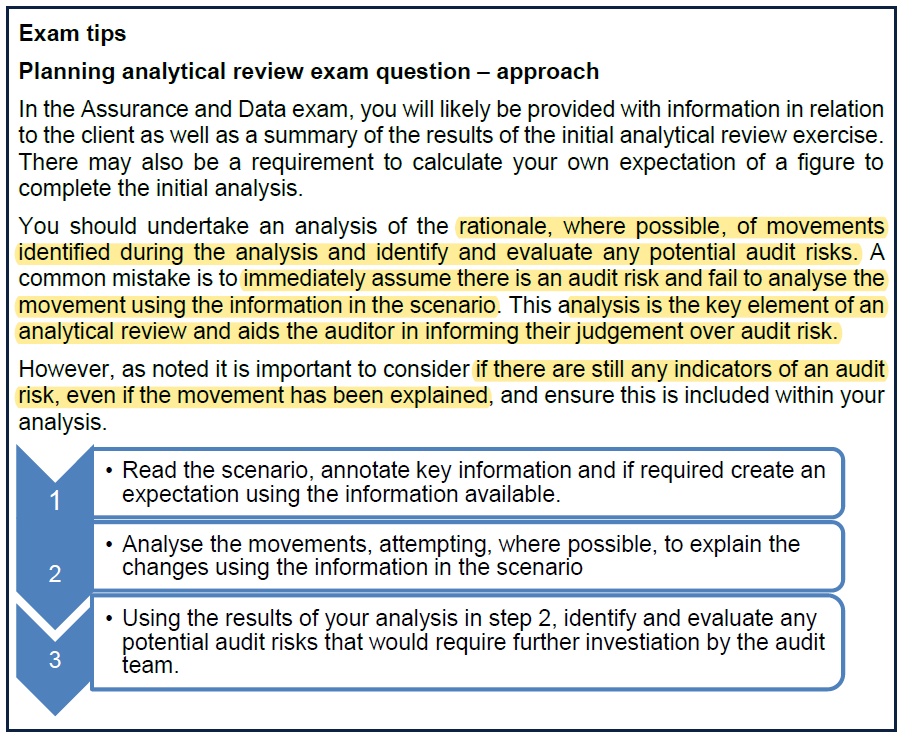 Exam tips
Planning analytical review exam question – approach
In the Assurance and Data exam, you will likely be provided with information in relation
to the client as well as a summary of the results of the initial analytical review exercise.
There may also be a requirement to calculate your own expectation of a figure to
complete the initial analysis.
You should undertake an analysis of the rationale, where possible, of movements
identified during the analysis and identify and evaluate any potential audit risks. A
common mistake is to immediately assume there is an audit risk and fail to analyse the
movement using the information in the scenario. This analysis is the key element of an
analytical review and aids the auditor in informing their judgement over audit risk.
However, as noted it is important to consider if there are still any indicators of an audit
risk, even if the movement has been explained, and ensure this is included within your
analysis.
1
• Read the scenario, annotate key information and if required create an
expectation using the information available.
2
• Analyse the movements, attempting, where possible, to explain the
changes using the information in the scenario
3
• Using the results of your analysis in step 2, identify and evaluate any
potential audit risks that would require further investiation by the audit
team.